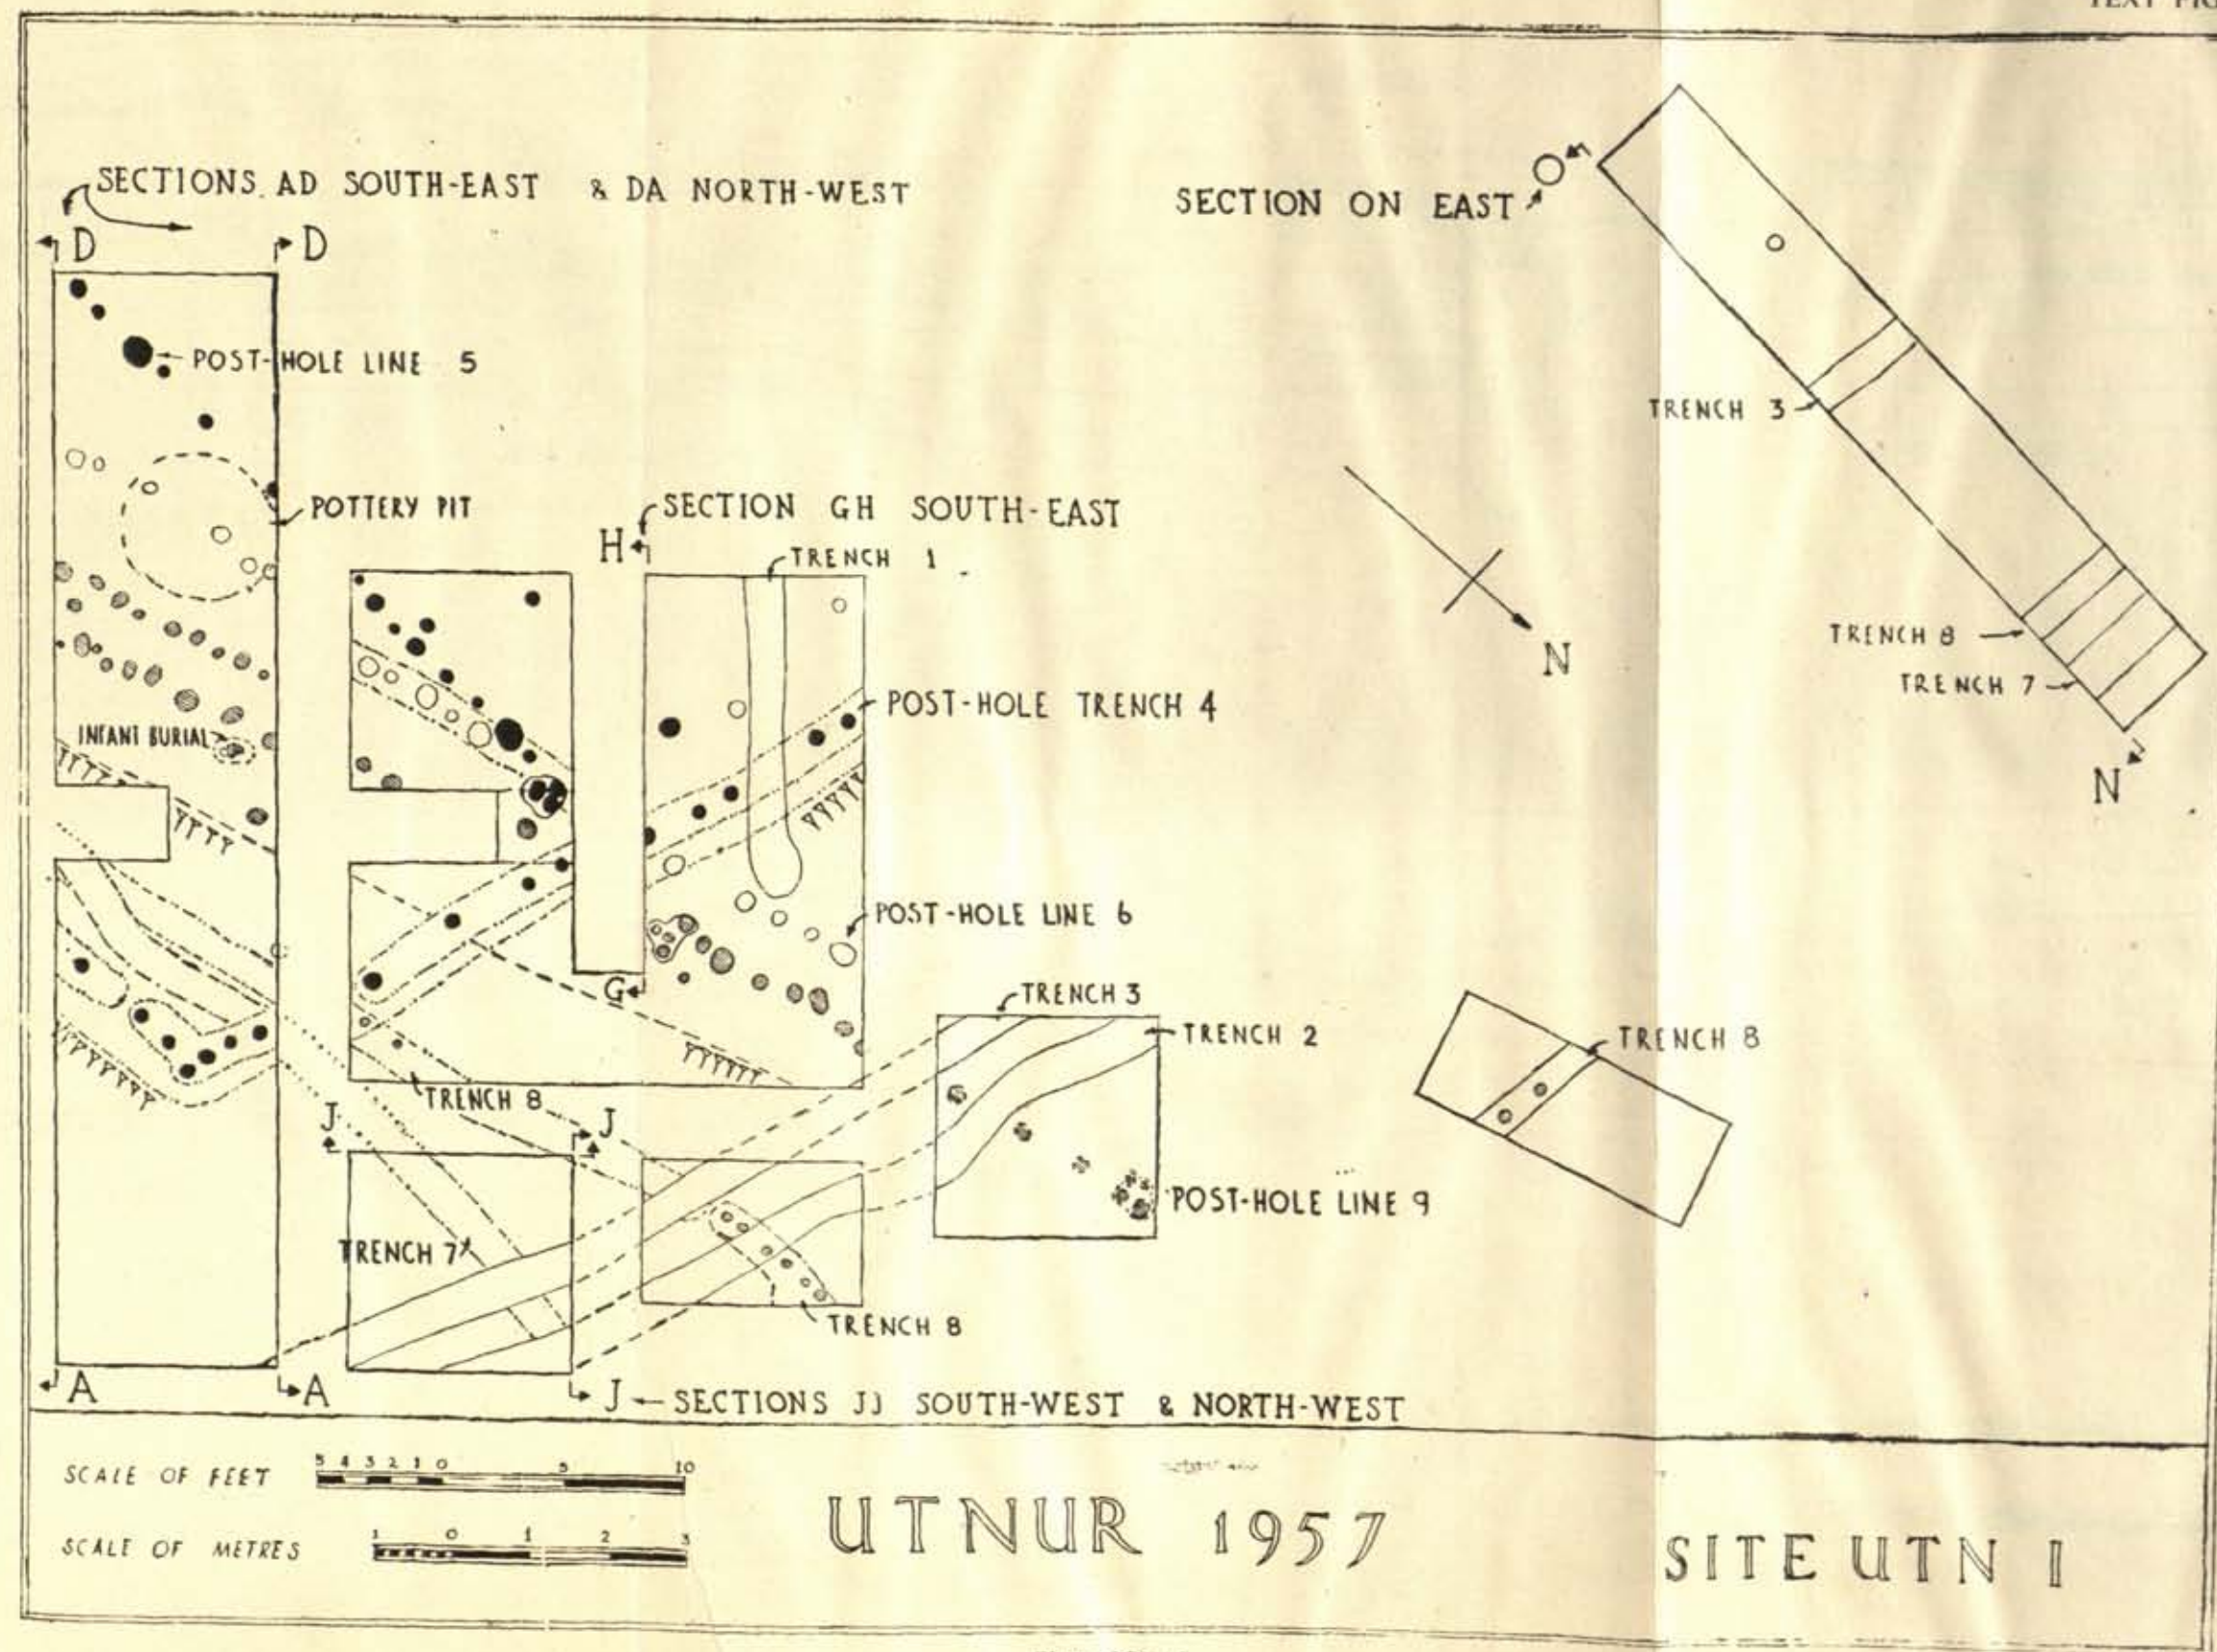 TEXT FIG
SECTIONS AD SOUTH-EAST & DA NORTH-WEST
D
D
SECTION ON EAST
O
POST-HOLE LINE 5
TRENCH 3
POTTERY PIT
SECTION GH SOUTH-EAST
H
TRENCH 1
N
TRENCH 8
TRENCH 7
N
POST-HOLE TRENCH 4
INFANT BURIAL
POST-HOLE LINE 6
G
TRENCH 3
TRENCH 2
TRENCH 8
TRENCH 8
J
J
POST-HOLE LINE 9
TRENCH 7
TRENCH 8
A
A
J
SECTIONS JJ SOUTH-WEST & NORTH-WEST
SCALE OF FEET
5 4 3 2 1 0 5 10
SCALE OF METRES
1 0 1 2 3
UTNUR 1957
SITE UTN I